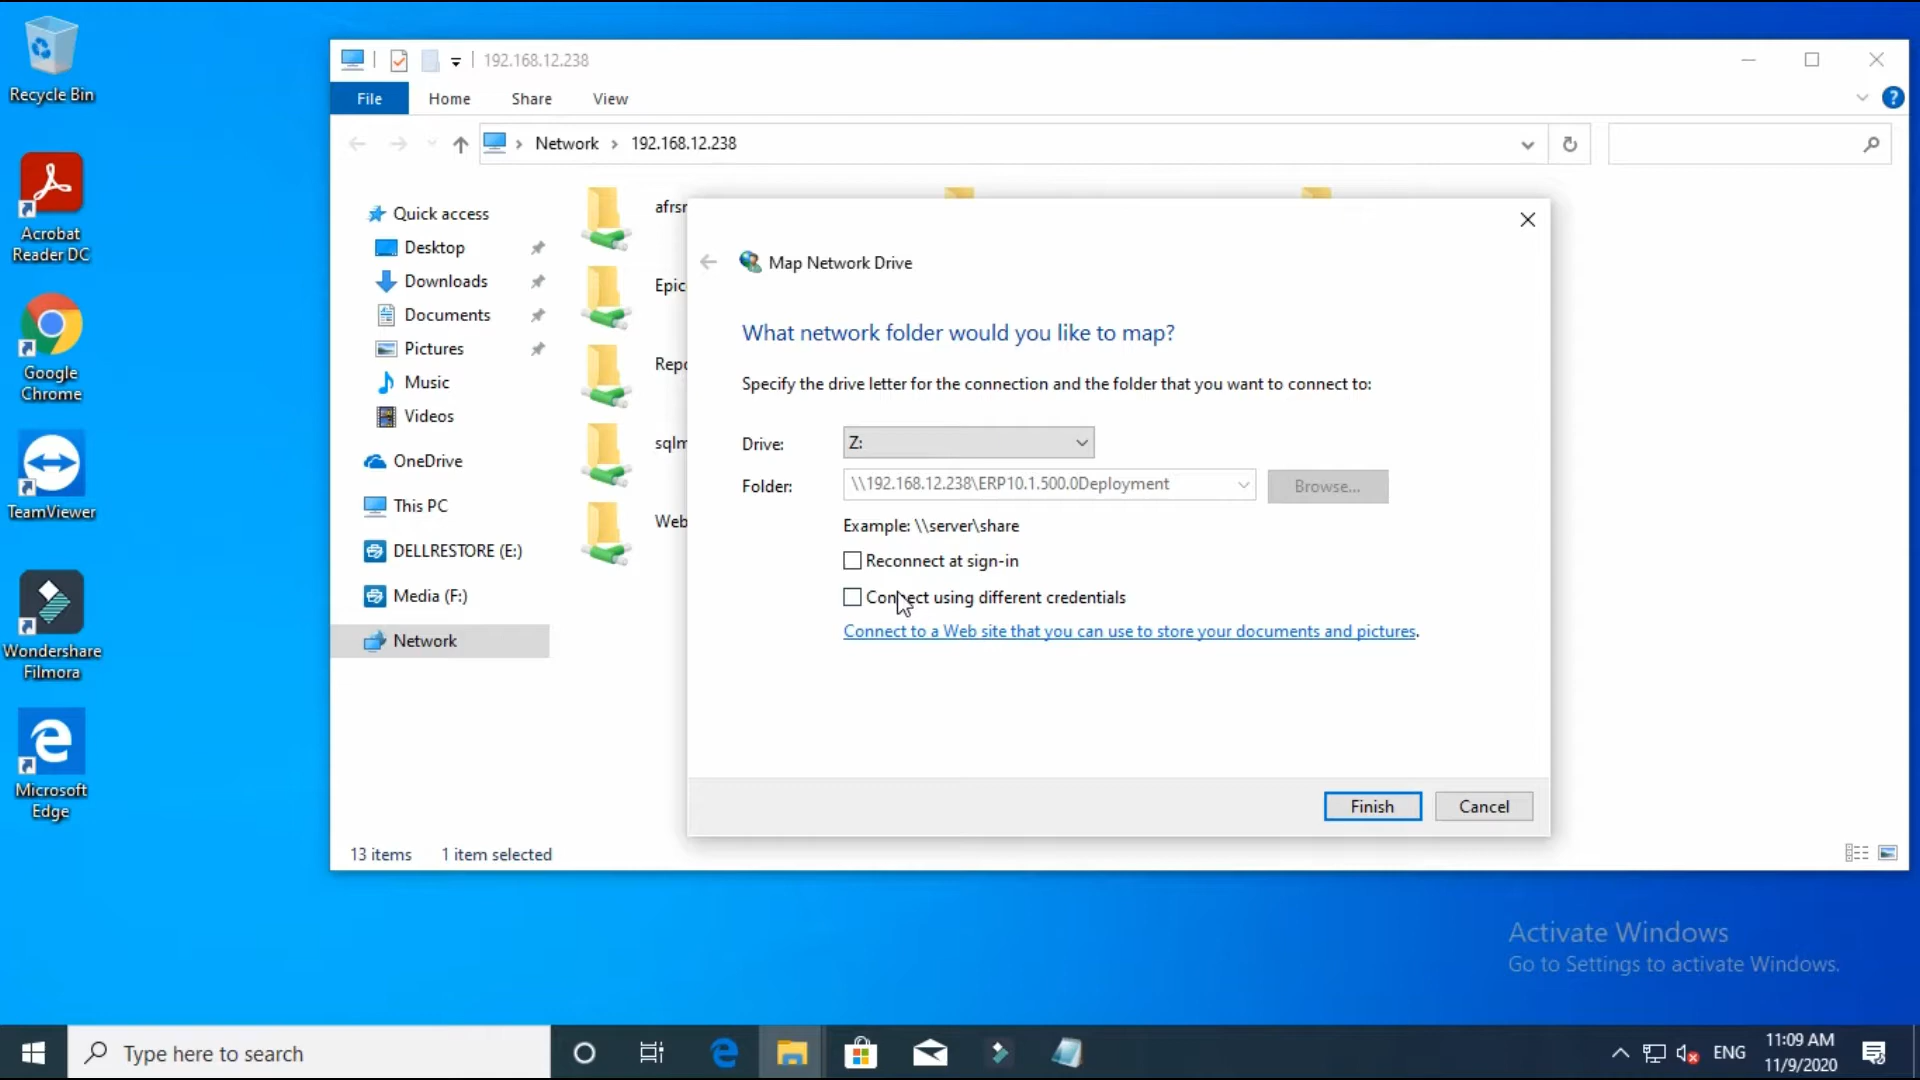 Recycle Bin
Acrobat
Reader DC
Google
Chrome
TeamViewer
Wondershare
Filmora
Microsoft
Edge
192.168.12.238
File Home Share View
?
Network 192.168.12.238
Quick access
Desktop
Downloads
Documents
Pictures
Music
Videos
OneDrive
This PC
DELLRESTORE (E:)
Media (F:)
Network
afrsr
Epic
Repo
sqlm
Web
Map Network Drive
What network folder would you like to map?
Specify the drive letter for the connection and the folder that you want to connect to:
Drive: Z:
Folder: \\192.168.12.238\ERP10.1.500.0Deployment Browse...
Example: \\server\share
Reconnect at sign-in
Connect using different credentials
Connect to a Web site that you can use to store your documents and pictures.
Finish Cancel
13 items 1 item selected
Activate Windows
Go to Settings to activate Windows.
Type here to search
ENG
11:09 AM
11/9/2020